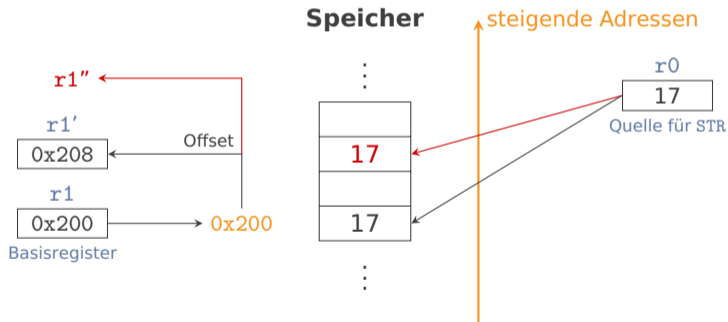 Speicher
steigende Adressen
r1”
r0
17
Quelle für STR
r1’
Offset
0x208
17
r1
0x200
0x200
17
Basisregister